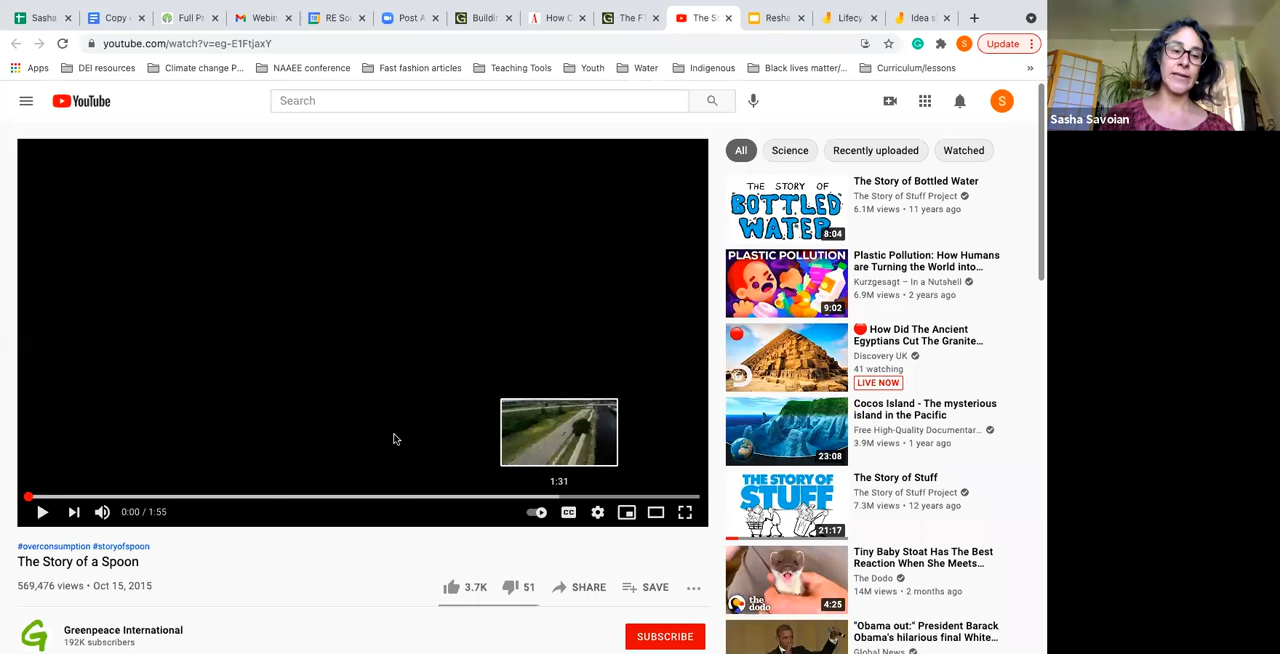 Sasha
Copy
Full Pa
Webin
RE So
Post A
Buildin
How C
The F
The S
Resha
Lifecy
Idea s
youtube.com/watch?v=eg-E1FtjaxY
S
Update
Apps
DEI resources
Climate change P...
NAAEE conference
Fast fashion articles
eaching Tools
Youth
Water
Indigenous
Black lives matter/...
Curriculum/lessons
»
YouTube
Search
S
Sasha Savoian
All
Science
Recently uploaded
Watched
THE STORY OF
BOTTLED
WATER
8:04
The Story of Bottled Water
The Story of Stuff Project
6.1M views • 11 years ago
PLASTIC POLLUTION
9:02
Plastic Pollution: How Humans
are Turning the World into...
Kurzgesagt – In a Nutshell
6.9M views • 2 years ago
How Did The Ancient
Egyptians Cut The Granite...
Discovery UK
41 watching
LIVE NOW
23:08
Cocos Island - The mysterious
island in the Pacific
Free High-Quality Documentar...
3.9M views • 1 year ago
THE STORY OF
STUFF
21:17
The Story of Stuff
The Story of Stuff Project
7.3M views • 12 years ago
the dodo
4:25
Tiny Baby Stoat Has The Best
Reaction When She Meets...
The Dodo
14M views • 2 months ago
"Obama out:" President Barack
Obama's hilarious final White...
Global News
1:31
0:00 / 1:55
CC
#overconsumption #storyofspoon
The Story of a Spoon
569,476 views • Oct 15, 2015
3.7K
51
SHARE
SAVE
Greenpeace International
192K subscribers
SUBSCRIBE